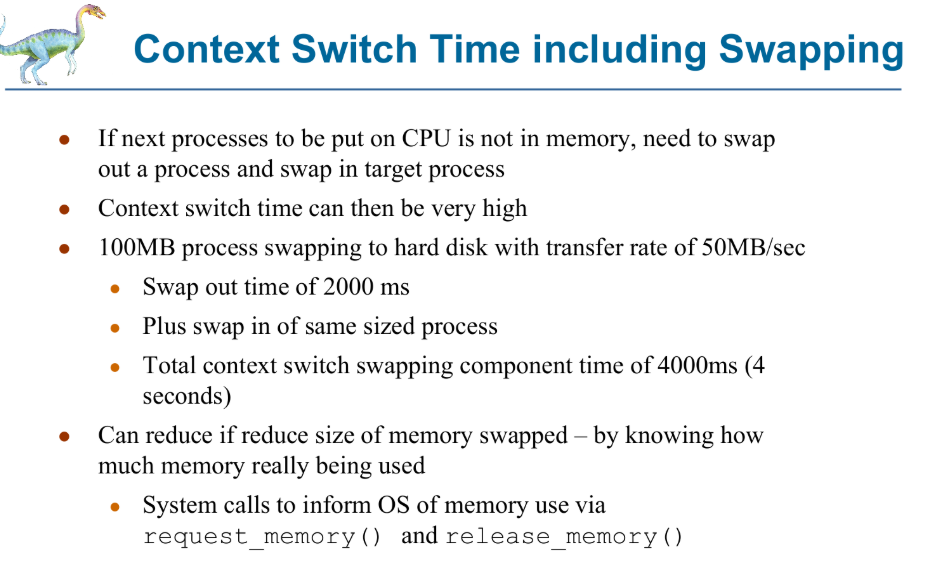 Context Switch Time including Swapping
● If next processes to be put on CPU is not in memory, need to swap
out a process and swap in target process
● Context switch time can then be very high
● 100MB process swapping to hard disk with transfer rate of 50MB/sec
● Swap out time of 2000 ms
● Plus swap in of same sized process
● Total context switch swapping component time of 4000ms (4
seconds)
● Can reduce if reduce size of memory swapped – by knowing how
much memory really being used
● System calls to inform OS of memory use via
request_memory() and release_memory()